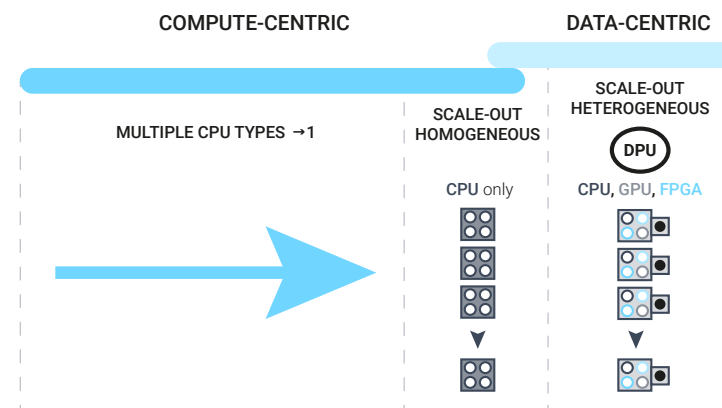 COMPUTE-CENTRIC
DATA-CENTRIC
MULTIPLE CPU TYPES →1
SCALE-OUT
HOMOGENEOUS
CPU only
SCALE-OUT
HETEROGENEOUS
DPU
CPU, GPU, FPGA